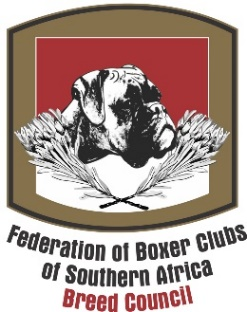 Federation of Boxer Clubs
of Southern Africa
Breed Council